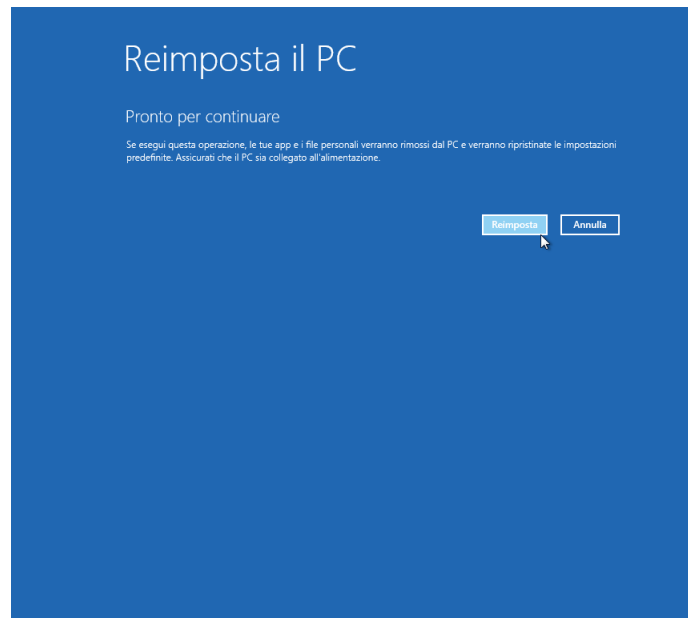 Reimposta il PC
Pronto per continuare
Se esegui questa operazione, le tue app e i file personali verranno rimossi dal PC e verranno ripristinate le impostazioni
predefinite. Assicurati che il PC sia collegato all'alimentazione.
Reimposta Annulla